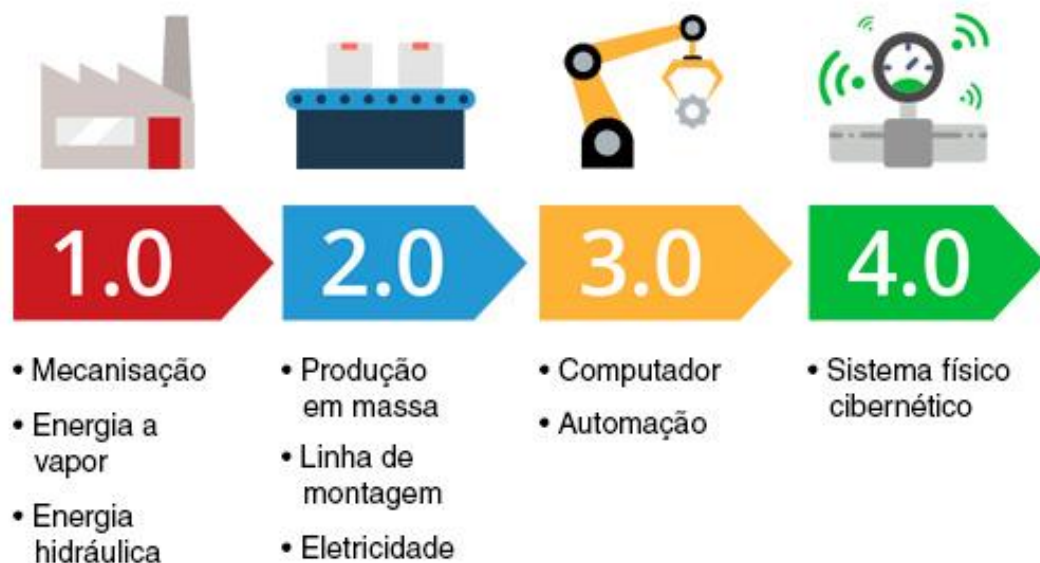 1.0
2.0
3.0
4.0
• Mecanisação
• Energia a
vapor
• Energia
hidráulica
• Produção
em massa
• Linha de
montagem
• Eletricidade
• Computador
• Automação
• Sistema físico
cibernético